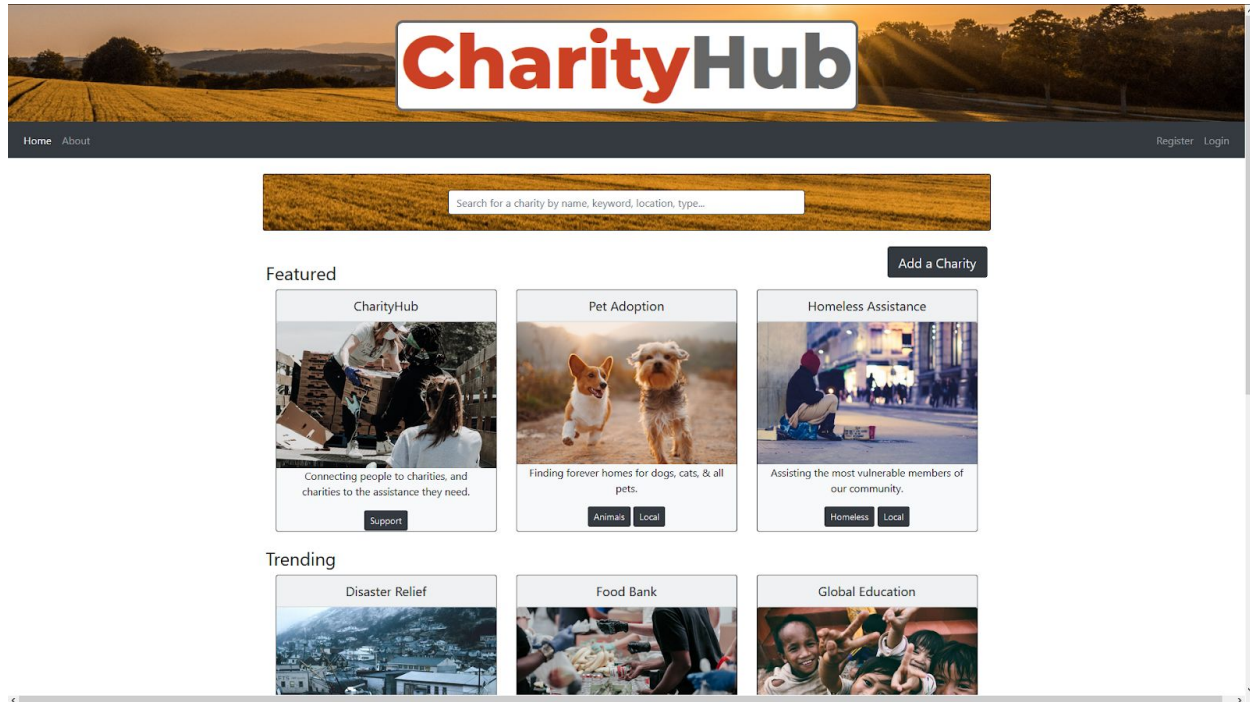 CharityHub
Home About Register Login
Search for a charity by name, keyword, location, type...
Add a Charity
Featured
CharityHub
Pet Adoption
Homeless Assistance
Connecting people to charities, and
charities to the assistance they need.
Support
Finding forever homes for dogs, cats, & all
pets.
Animals Local
Assisting the most vulnerable members of
our community.
Homeless Local
Trending
Disaster Relief
Food Bank
Global Education